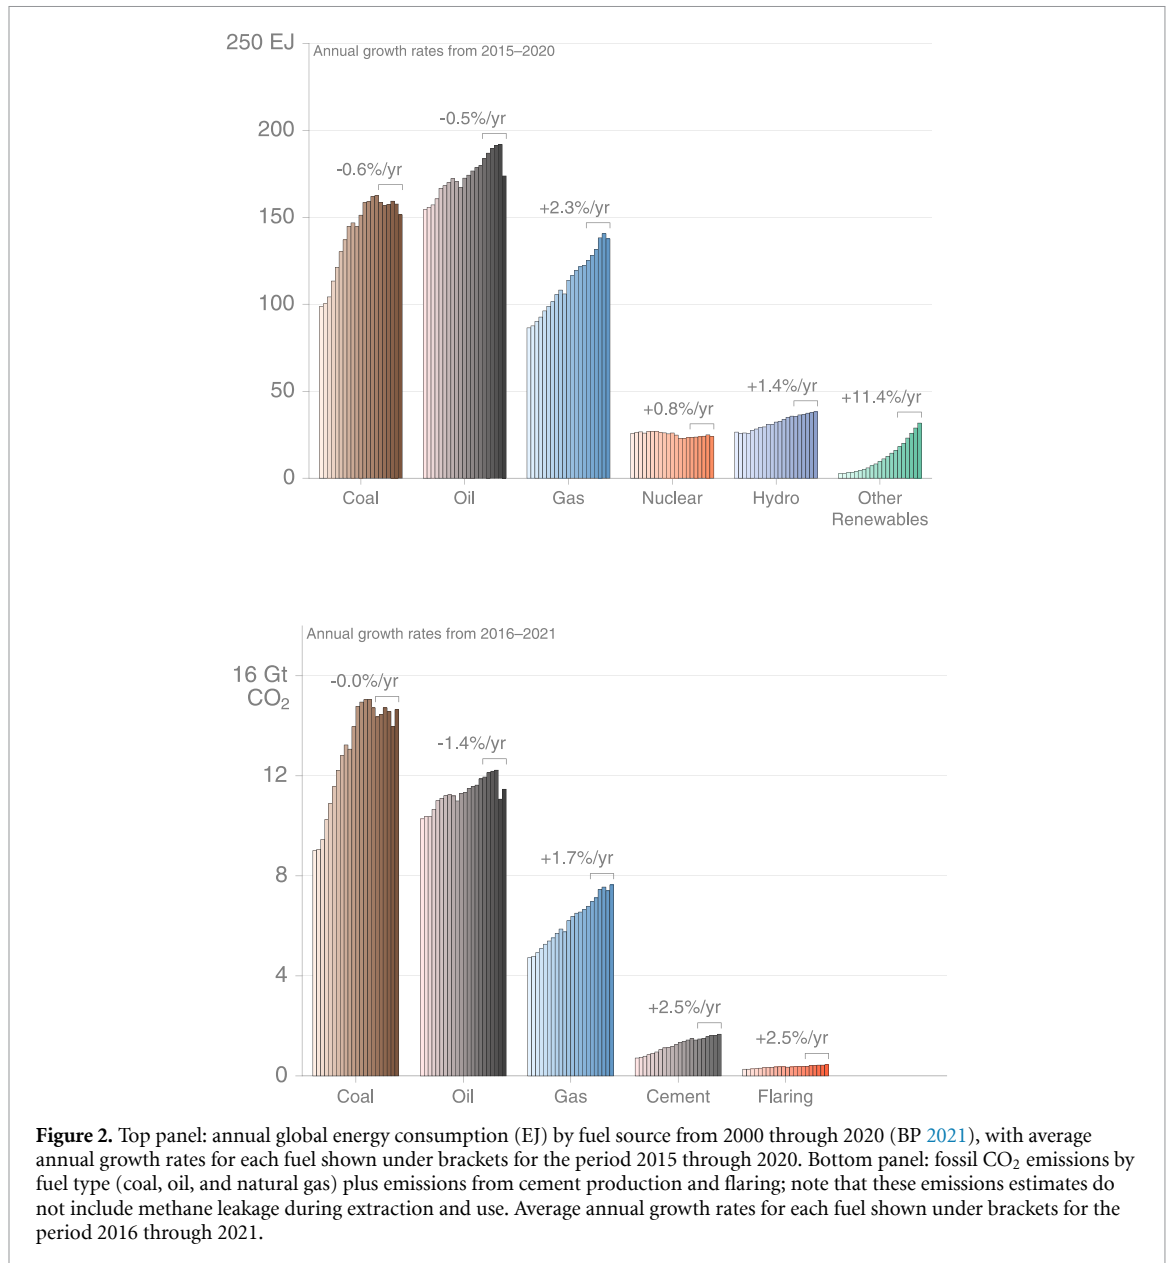 250 EJ
Annual growth rates from 2015–2020
200
-0.5%/yr
-0.6%/yr
150
+2.3%/yr
100
50
+0.8%/yr
+1.4%/yr
+11.4%/yr
0
Coal
Oil
Gas
Nuclear
Hydro
Other
Renewables
Annual growth rates from 2016–2021
16 Gt
CO₂
-0.0%/yr
-1.4%/yr
12
+1.7%/yr
8
4
+2.5%/yr
+2.5%/yr
0
Coal
Oil
Gas
Cement
Flaring
Figure 2. Top panel: annual global energy consumption (EJ) by fuel source from 2000 through 2020 (BP 2021), with average
annual growth rates for each fuel shown under brackets for the period 2015 through 2020. Bottom panel: fossil CO₂ emissions by
fuel type (coal, oil, and natural gas) plus emissions from cement production and flaring; note that these emissions estimates do
not include methane leakage during extraction and use. Average annual growth rates for each fuel shown under brackets for the
period 2016 through 2021.